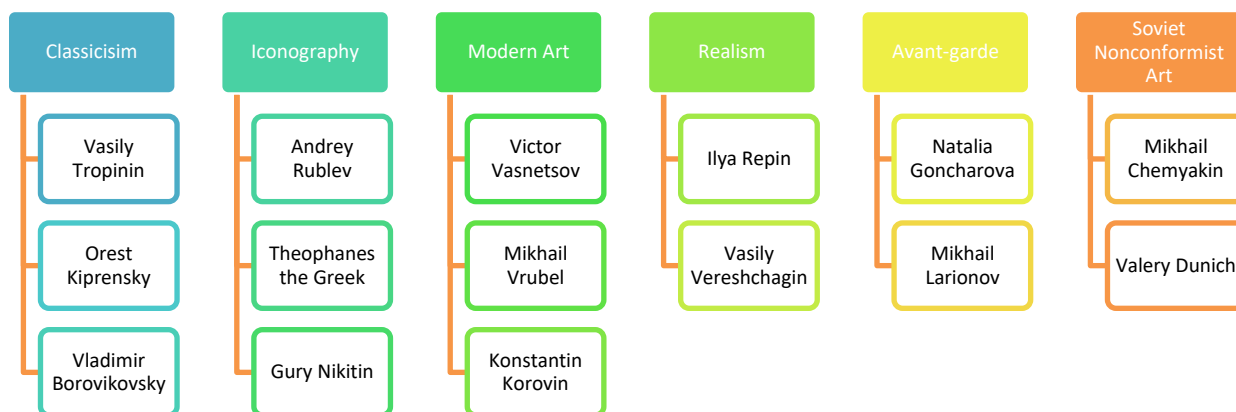 Classicisim
Vasily
Tropinin
Orest
Kiprensky
Vladimir
Borovikovsky
Iconography
Andrey
Rublev
Theophanes
the Greek
Gury Nikitin
Modern Art
Victor
Vasnetsov
Mikhail
Vrubel
Konstantin
Korovin
Realism
Ilya Repin
Vasily
Vereshchagin
Avant-garde
Natalia
Goncharova
Mikhail
Larionov
Soviet
Nonconformist
Art
Mikhail
Chemyakin
Valery Dunich